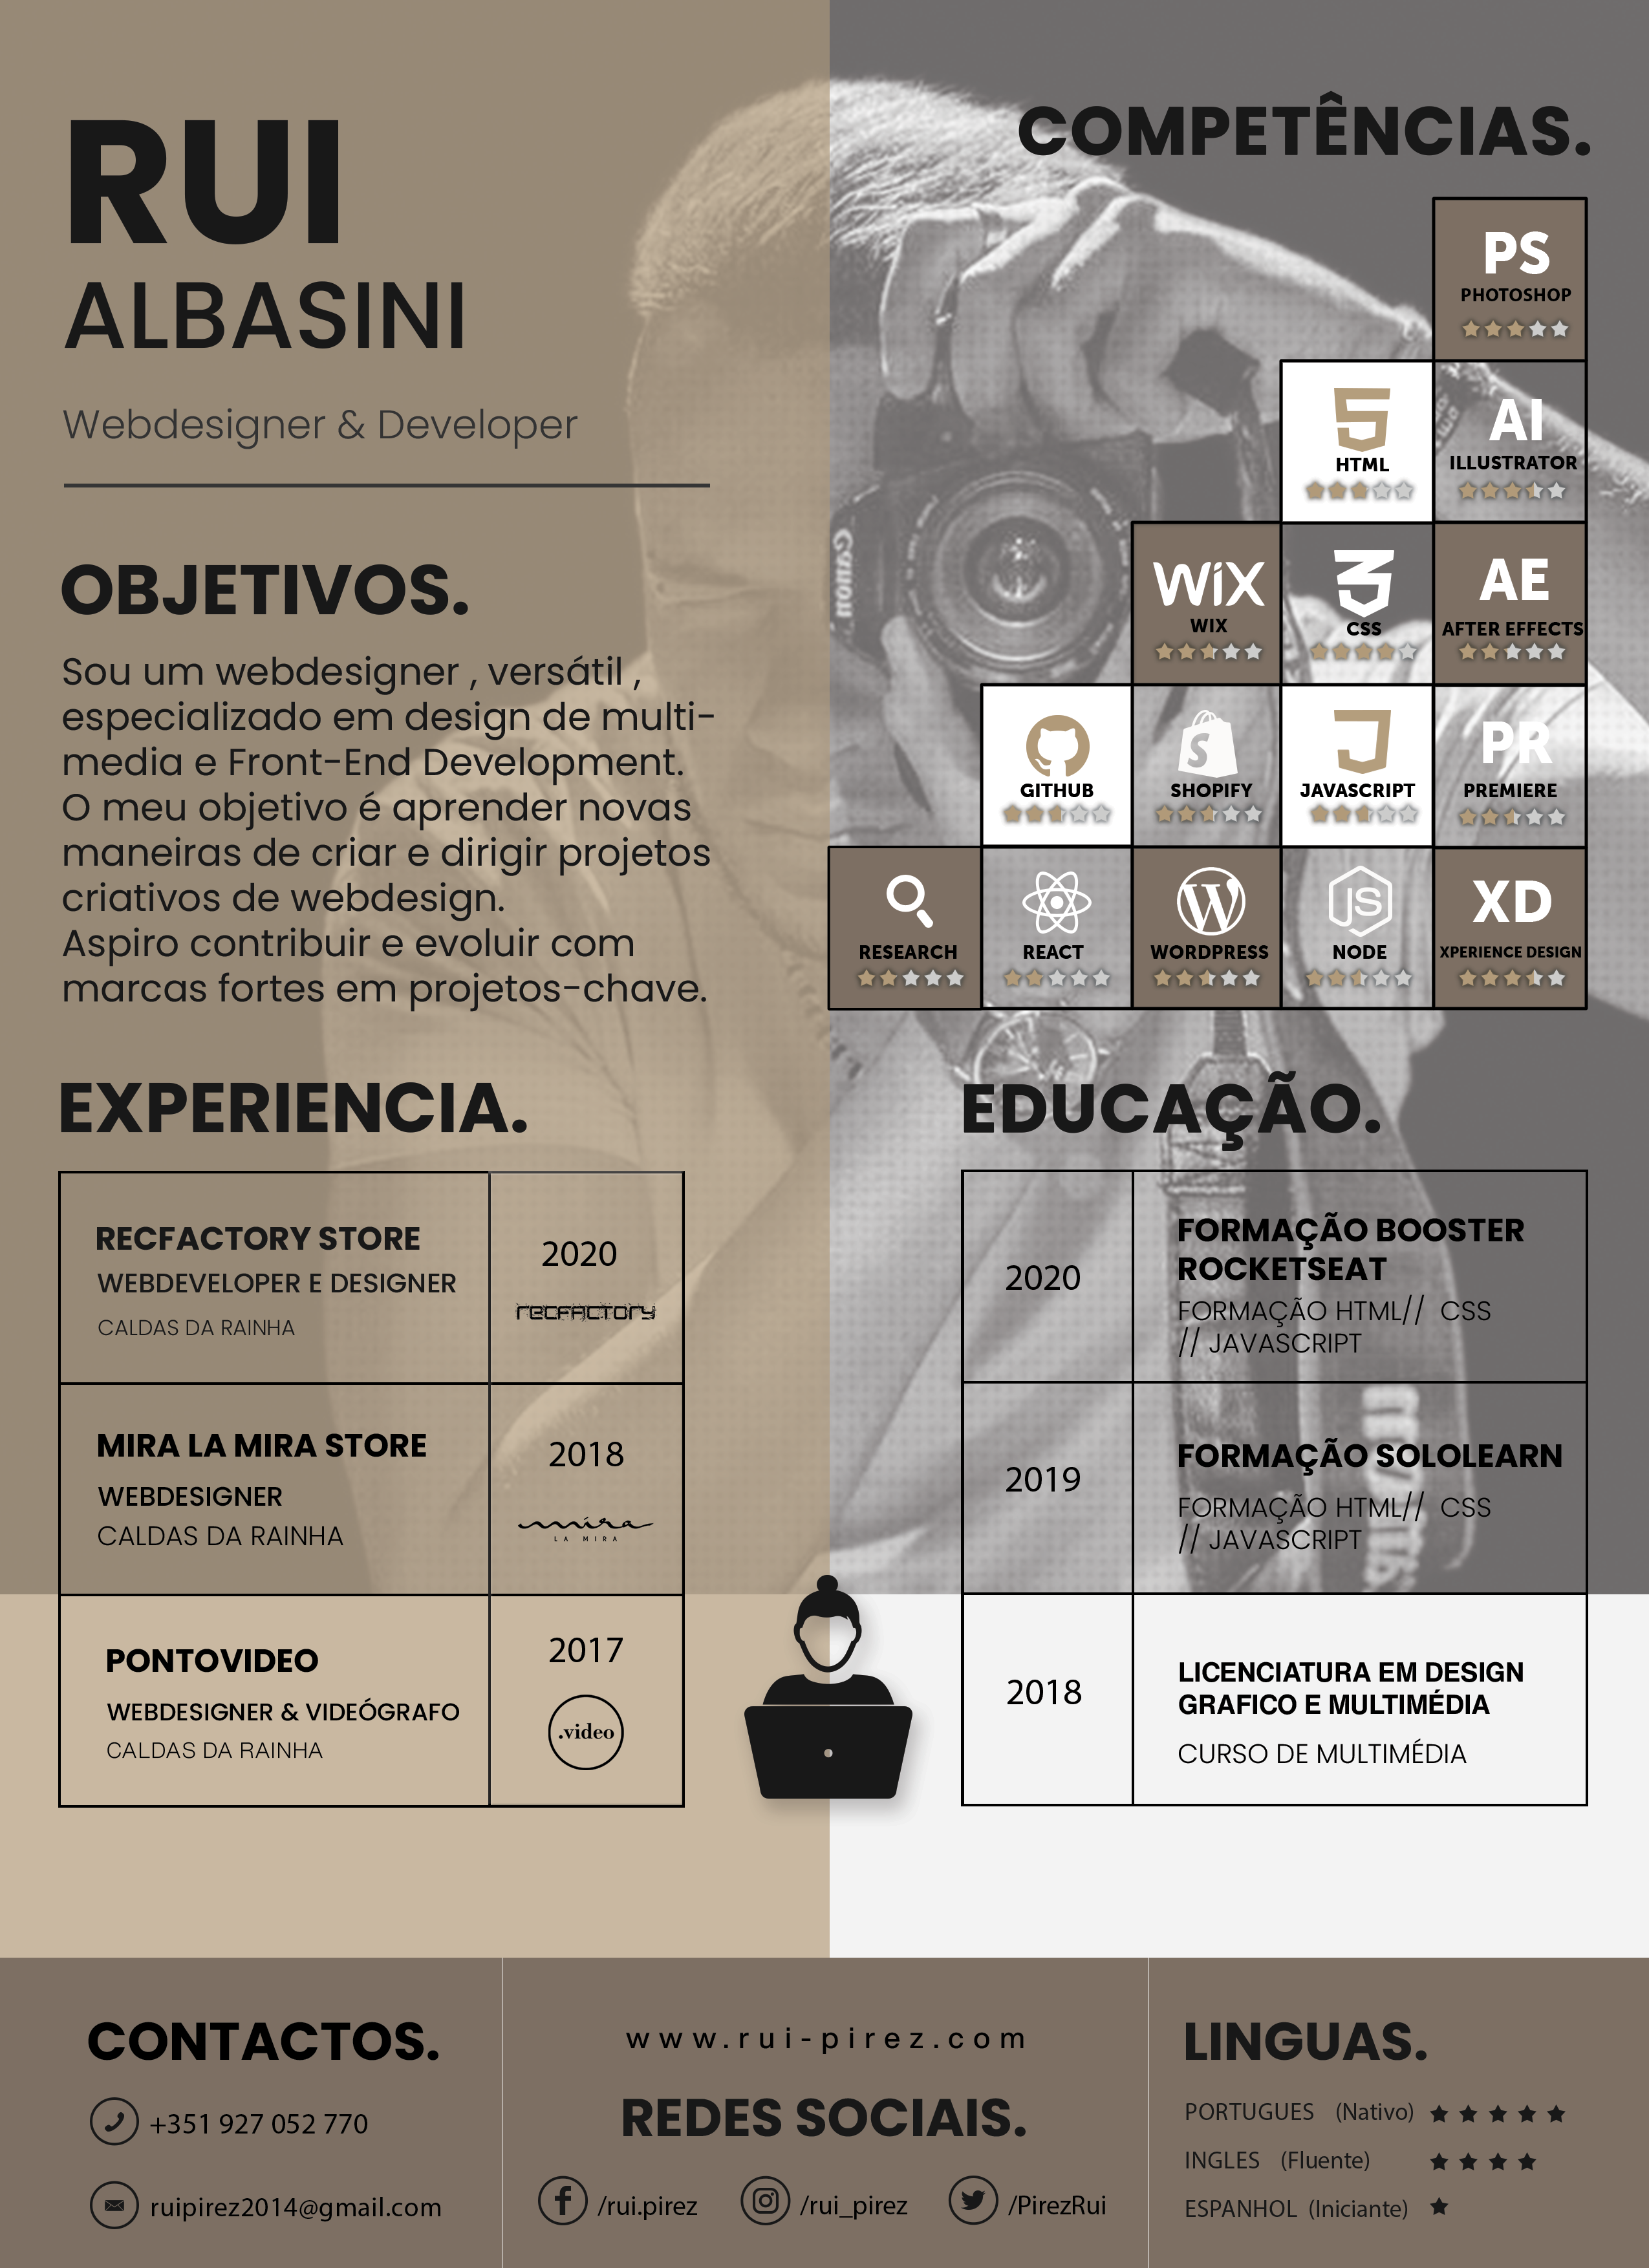 RUI
ALBASINI
Webdesigner & Developer
OBJETIVOS.
Sou um webdesigner , versátil ,
especializado em design de multi-
media e Front-End Development.
O meu objetivo é aprender novas
maneiras de criar e dirigir projetos
criativos de webdesign.
Aspiro contribuir e evoluir com
marcas fortes em projetos-chave.
COMPETÊNCIAS.
PS
PHOTOSHOP
5
HTML
AI
ILLUSTRATOR
WiX
WIX
3
CSS
AE
AFTER EFFECTS
GITHUB
S
SHOPIFY
J
JAVASCRIPT
PR
PREMIERE
RESEARCH
REACT
W
WORDPRESS
JS
NODE
XD
XPERIENCE DESIGN
Canon
EXPERIENCIA.
RECFACTORY STORE
WEBDEVELOPER E DESIGNER
CALDAS DA RAINHA
2020
recfactory
MIRA LA MIRA STORE
WEBDESIGNER
CALDAS DA RAINHA
2018
mira
LA MIRA
PONTOVIDEO
WEBDESIGNER & VIDEÓGRAFO
CALDAS DA RAINHA
2017
.video
EDUCAÇÃO.
2020
FORMAÇÃO BOOSTER
ROCKETSEAT
FORMAÇÃO HTML// CSS
// JAVASCRIPT
2019
FORMAÇÃO SOLOLEARN
FORMAÇÃO HTML// CSS
// JAVASCRIPT
2018
LICENCIATURA EM DESIGN
GRAFICO E MULTIMÉDIA
CURSO DE MULTIMÉDIA
CONTACTOS.
+351 927 052 770
ruipirez2014@gmail.com
www.rui-pirez.com
REDES SOCIAIS.
/rui.pirez
/rui_pirez
/PirezRui
LINGUAS.
PORTUGUES (Nativo)
INGLES (Fluente)
ESPANHOL (Iniciante)